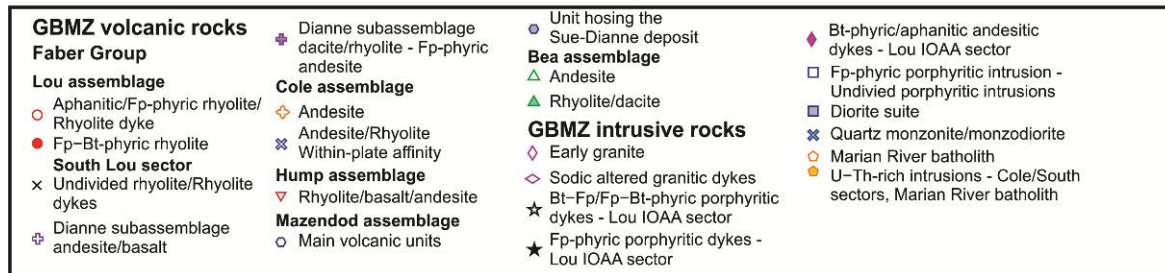 GBMZ volcanic rocks
Faber Group
Lou assemblage
Aphanitic/Fp-phyric rhyolite/
Rhyolite dyke
Fp−Bt-phyric rhyolite
South Lou sector
Undivided rhyolite/Rhyolite
dykes
Dianne subassemblage
andesite/basalt
Dianne subassemblage
dacite/rhyolite - Fp-phyric
andesite
Cole assemblage
Andesite
Andesite/Rhyolite
Within-plate affinity
Hump assemblage
Rhyolite/basalt/andesite
Mazendod assemblage
Main volcanic units
Unit hosing the
Sue-Dianne deposit
Bea assemblage
Andesite
Rhyolite/dacite
GBMZ intrusive rocks
Early granite
Sodic altered granitic dykes
Bt−Fp/Fp−Bt-phyric porphyritic
dykes - Lou IOAA sector
Fp-phyric porphyritic dykes -
Lou IOAA sector
Bt-phyric/aphanitic andesitic
dykes - Lou IOAA sector
Fp-phyric porphyritic intrusion -
Undivied porphyritic intrusions
Diorite suite
Quartz monzonite/monzodiorite
Marian River batholith
U−Th-rich intrusions - Cole/South
sectors, Marian River batholith